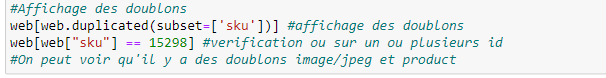 #Affichage des doublons
web[web.duplicated(subset=['sku'])] #affichage des doublons
web[web["sku"] == 15298] #verification ou sur un ou plusieurs id
#On peut voir qu'il y a des doublons image/jpeg et product